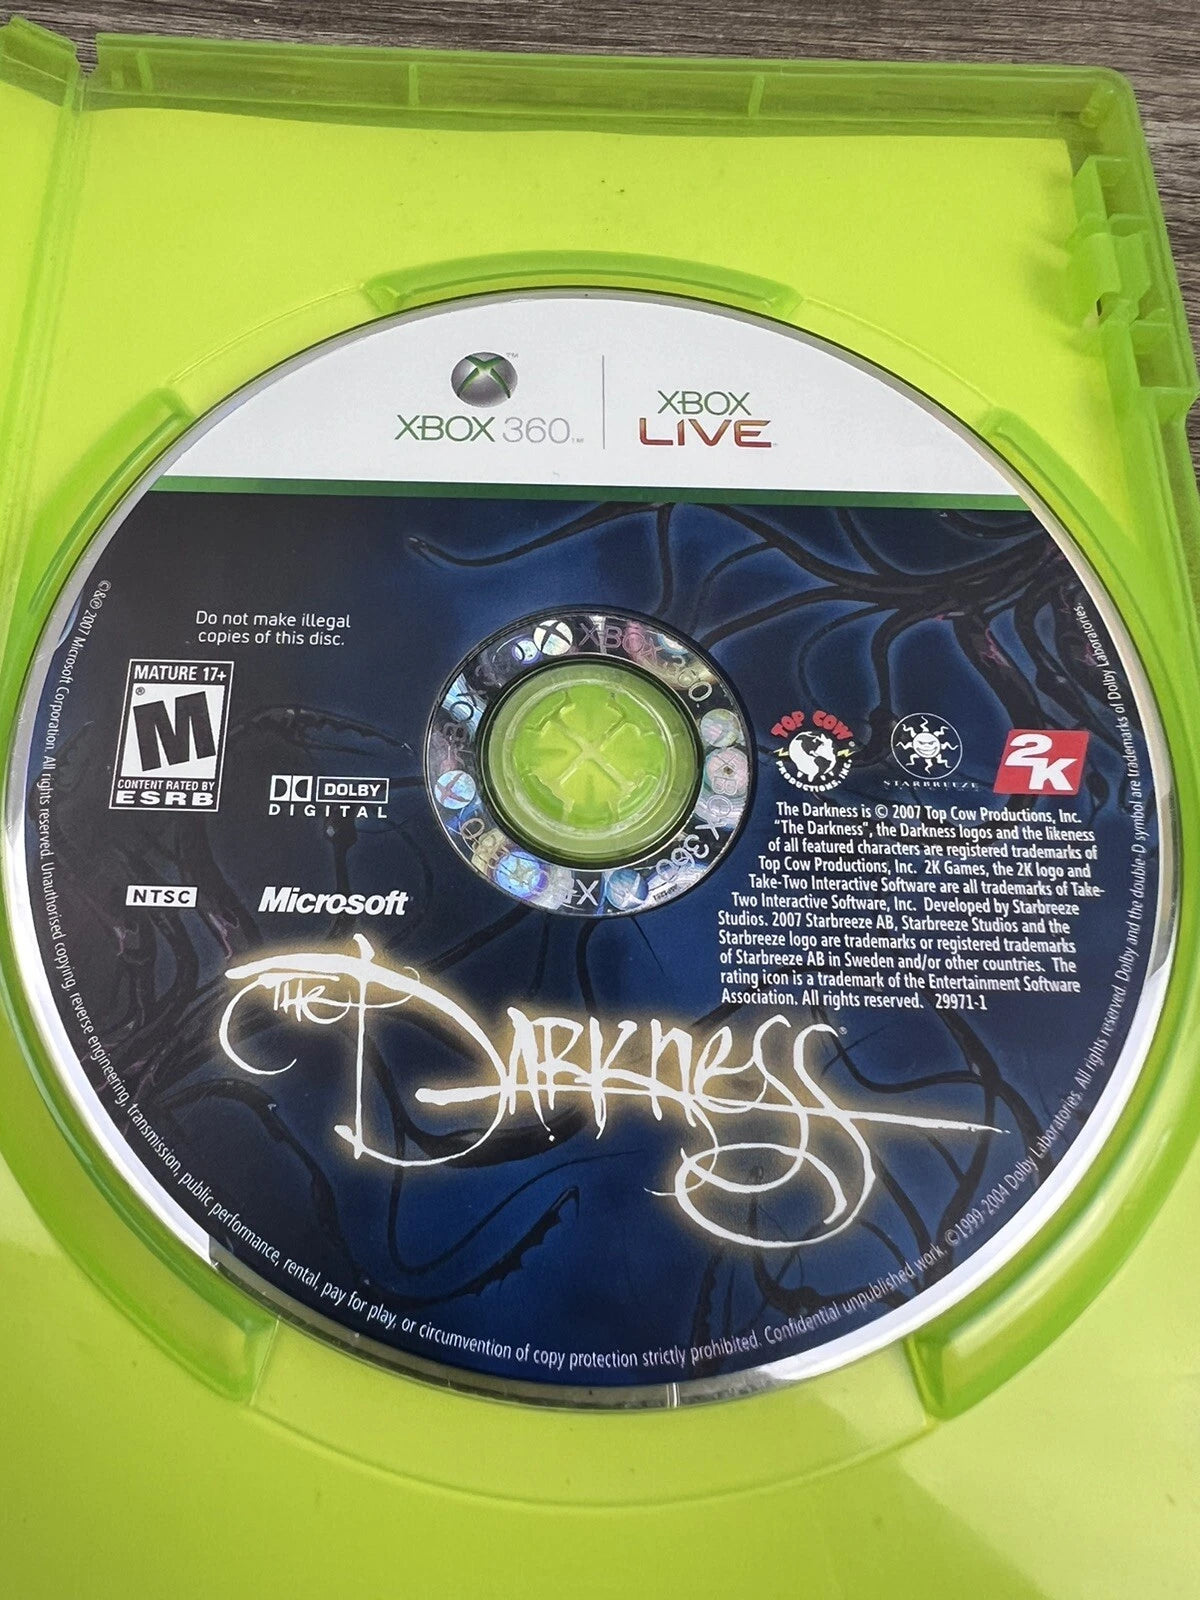 XBOX 360™
XBOX
LIVE
Do not make illegal
copies of this disc.
MATURE 17+
M®
CONTENT RATED BY
ESRB
DOLBY
DIGITAL
NTSC
Microsoft®
XBOX 360
TOP COW
PRODUCTIONS, INC.
STARBREEZE
2K
The Darkness is © 2007 Top Cow Productions, Inc.
“The Darkness”, the Darkness logos and the likeness
of all featured characters are registered trademarks of
Top Cow Productions, Inc. 2K Games, the 2K logo and
Take-Two Interactive Software are all trademarks of Take-
Two Interactive Software, Inc. Developed by Starbreeze
Studios. 2007 Starbreeze AB, Starbreeze Studios and the
Starbreeze logo are trademarks or registered trademarks
of Starbreeze AB in Sweden and/or other countries. The
rating icon is a trademark of the Entertainment Software
Association. All rights reserved. 29971-1
THE DARKNESS®
©&℗ 2007 Microsoft Corporation. All rights reserved. Unauthorised copying, reverse engineering, transmission, public performance, rental, pay for play, or circumvention of copy protection strictly prohibited. Confidential unpublished work. ©1999-2004 Dolby Laboratories. All rights reserved. Dolby and the double-D symbol are trademarks of Dolby Laboratories.